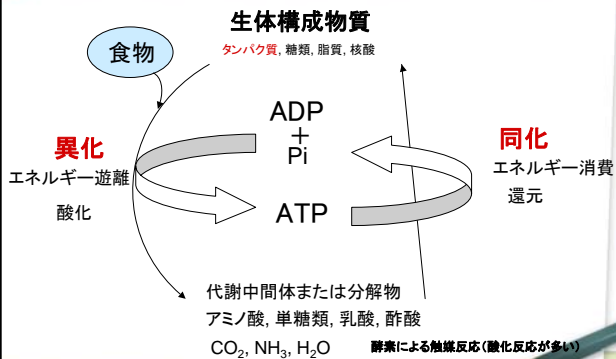 生体構成物質
タンパク質, 糖類, 脂質, 核酸
食物
ADP
+
Pi
異化
エネルギー遊離
酸化
同化
エネルギー消費
還元
ATP
代謝中間体または分解物
アミノ酸, 単糖類, 乳酸, 酢酸
CO₂, NH₃, H₂O
酵素による触媒反応(酸化反応が多い)